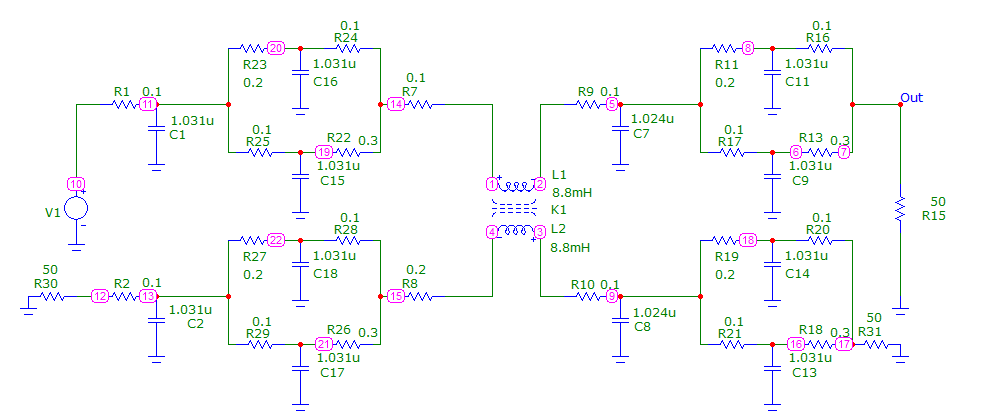 0.1
R24
20
R23
0.2
1.031u
C16
0.1
R7
14
R1 0.1
11
1.031u
C1
0.1
R25
R22 0.3
19
1.031u
C15
10
V1
+
-
1
+
2
-
L1
8.8mH
K1
L2
8.8mH
4
-
3
+
0.1
R28
22
R27
0.2
1.031u
C18
0.2
R8
15
50
R30
12
R2 0.1
13
1.031u
C2
0.1
R29
R26 0.3
21
1.031u
C17
0.1
R16
8
R11
0.2
1.031u
C11
R9 0.1
5
1.024u
C7
0.1
R17
6
R13 0.3
7
1.031u
C9
Out
50
R15
0.1
R20
18
R19
0.2
1.031u
C14
R10 0.1
9
1.024u
C8
0.1
R21
16
R18 0.3
17
1.031u
C13
50
R31